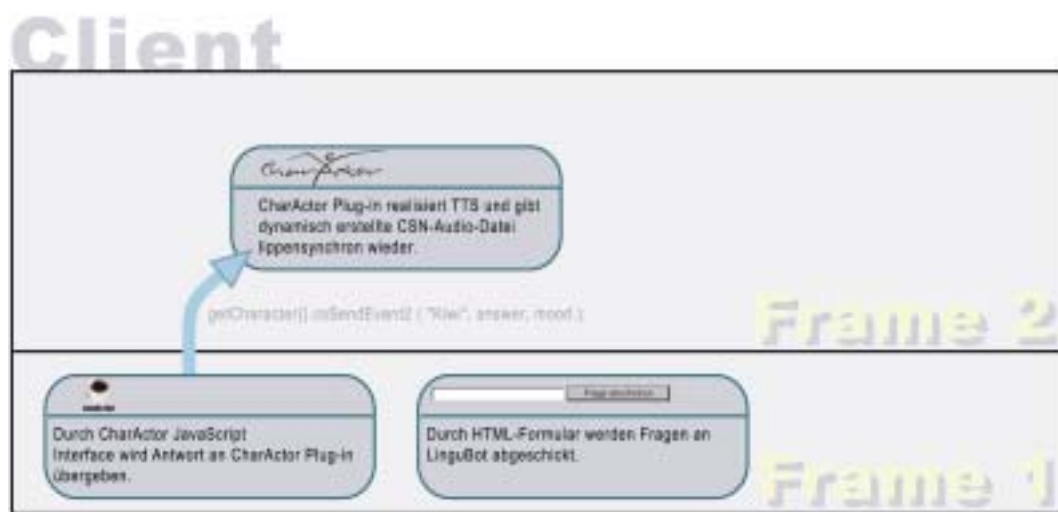 Client
CharActor
CharActor Plug-in realisiert TTS und gibt
dynamisch erstellte CSN-Audio-Datei
lippensynchron wieder.
getCharacter().csSendEvent2 ( "Kiwi", answer, mood )
Frame 2
Durch CharActor JavaScript
Interface wird Antwort an CharActor Plug-in
übergeben.
Durch HTML-Formular werden Fragen an
LinguBot abgeschickt.
Frame 1